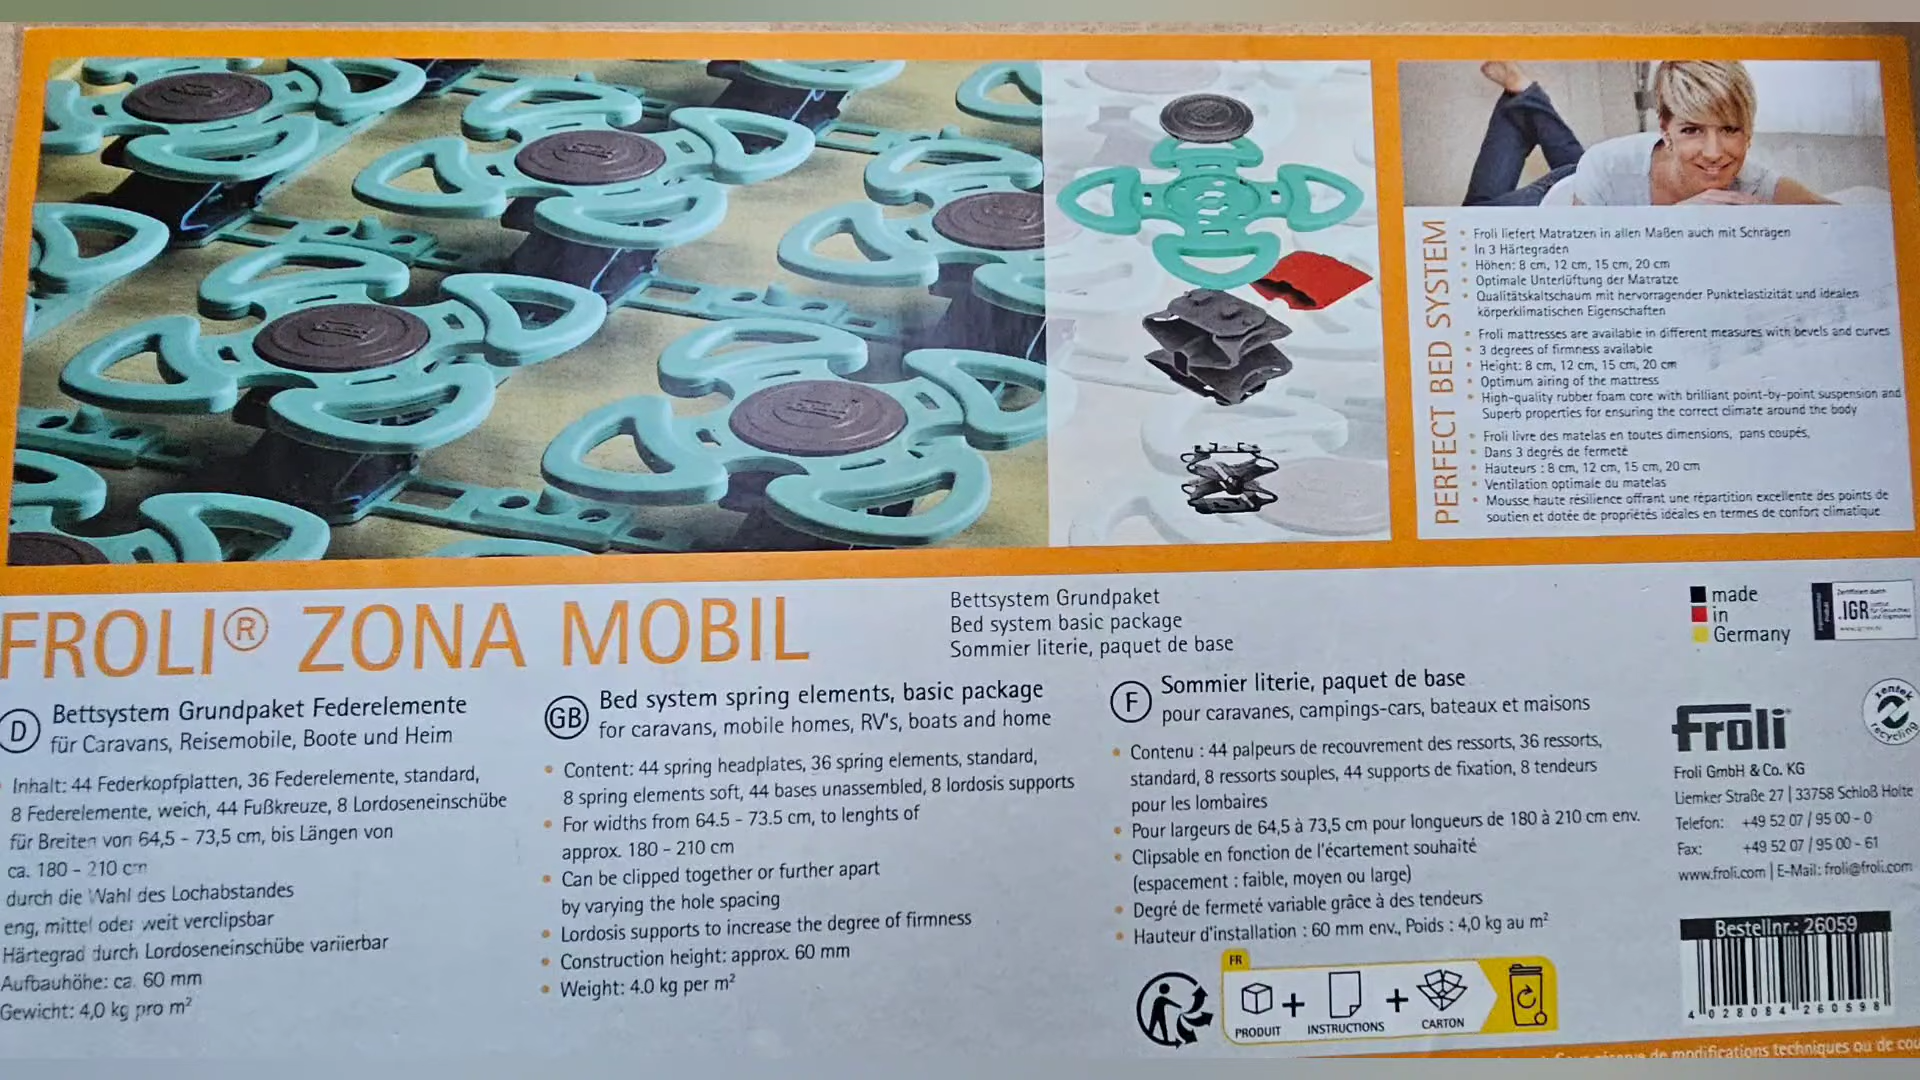 PERFECT BED SYSTEM
Froli liefert Matratzen in allen Maßen auch mit Schrägen
In 3 Härtegraden
Höhen: 8 cm, 12 cm, 15 cm, 20 cm
Optimale Unterlüftung der Matratze
Qualitätskaltschaum mit hervorragender Punktelastizität und idealen
körperklimatischen Eigenschaften
Froli mattresses are available in different measures with bevels and curves
3 degrees of firmness available
Height: 8 cm, 12 cm, 15 cm, 20 cm
Optimum airing of the mattress
High-quality rubber foam core with brilliant point-by-point suspension and
Superb properties for ensuring the correct climate around the body
Froli livre des matelas en toutes dimensions, pans coupés,
Dans 3 degrés de fermeté
Hauteurs : 8 cm, 12 cm, 15 cm, 20 cm
Ventilation optimale du matelas
Mousse haute résilience offrant une répartition excellente des points de
soutien et dotée de propriétés idéales en termes de confort climatique
FROLI® ZONA MOBIL
Bettsystem Grundpaket
Bed system basic package
Sommier literie, paquet de base
made
in
Germany
Zertifiziert durch
IGR
D
Bettsystem Grundpaket Federelemente
für Caravans, Reisemobile, Boote und Heim
Inhalt: 44 Federkopfplatten, 36 Federelemente, standard,
8 Federelemente, weich, 44 Fußkreuze, 8 Lordoseneinschübe
für Breiten von 64,5 - 73,5 cm, bis Längen von
ca. 180 - 210 cm
durch die Wahl des Lochabstandes
eng, mittel oder weit verclipsbar
Härtegrad durch Lordoseneinschübe variierbar
Aufbauhöhe: ca. 60 mm
Gewicht: 4,0 kg pro m²
GB
Bed system spring elements, basic package
for caravans, mobile homes, RV's, boats and home
Content: 44 spring headplates, 36 spring elements, standard,
8 spring elements soft, 44 bases unassembled, 8 lordosis supports
For widths from 64.5 - 73.5 cm, to lenghts of
approx. 180 - 210 cm
Can be clipped together or further apart
by varying the hole spacing
Lordosis supports to increase the degree of firmness
Construction height: approx. 60 mm
Weight: 4.0 kg per m²
F
Sommier literie, paquet de base
pour caravanes, campings-cars, bateaux et maisons
Contenu : 44 palpeurs de recouvrement des ressorts, 36 ressorts,
standard, 8 ressorts souples, 44 supports de fixation, 8 tendeurs
pour les lombaires
Pour largeurs de 64,5 à 73,5 cm pour longueurs de 180 à 210 cm env.
Clipsable en fonction de l'écartement souhaité
(espacement : faible, moyen ou large)
Degré de fermeté variable grâce à des tendeurs
Hauteur d'installation : 60 mm env., Poids : 4,0 kg au m²
FR
PRODUIT + INSTRUCTIONS + CARTON
zentek
recycling
froli
Froli GmbH & Co. KG
Liemker Straße 27 | 33758 Schloß Holte
Telefon: +49 52 07 / 95 00 - 0
Fax: +49 52 07 / 95 00 - 61
www.froli.com | E-Mail: froli@froli.com
Bestellnr.: 26059
4 028084 260598
de modifications techniques ou de cou